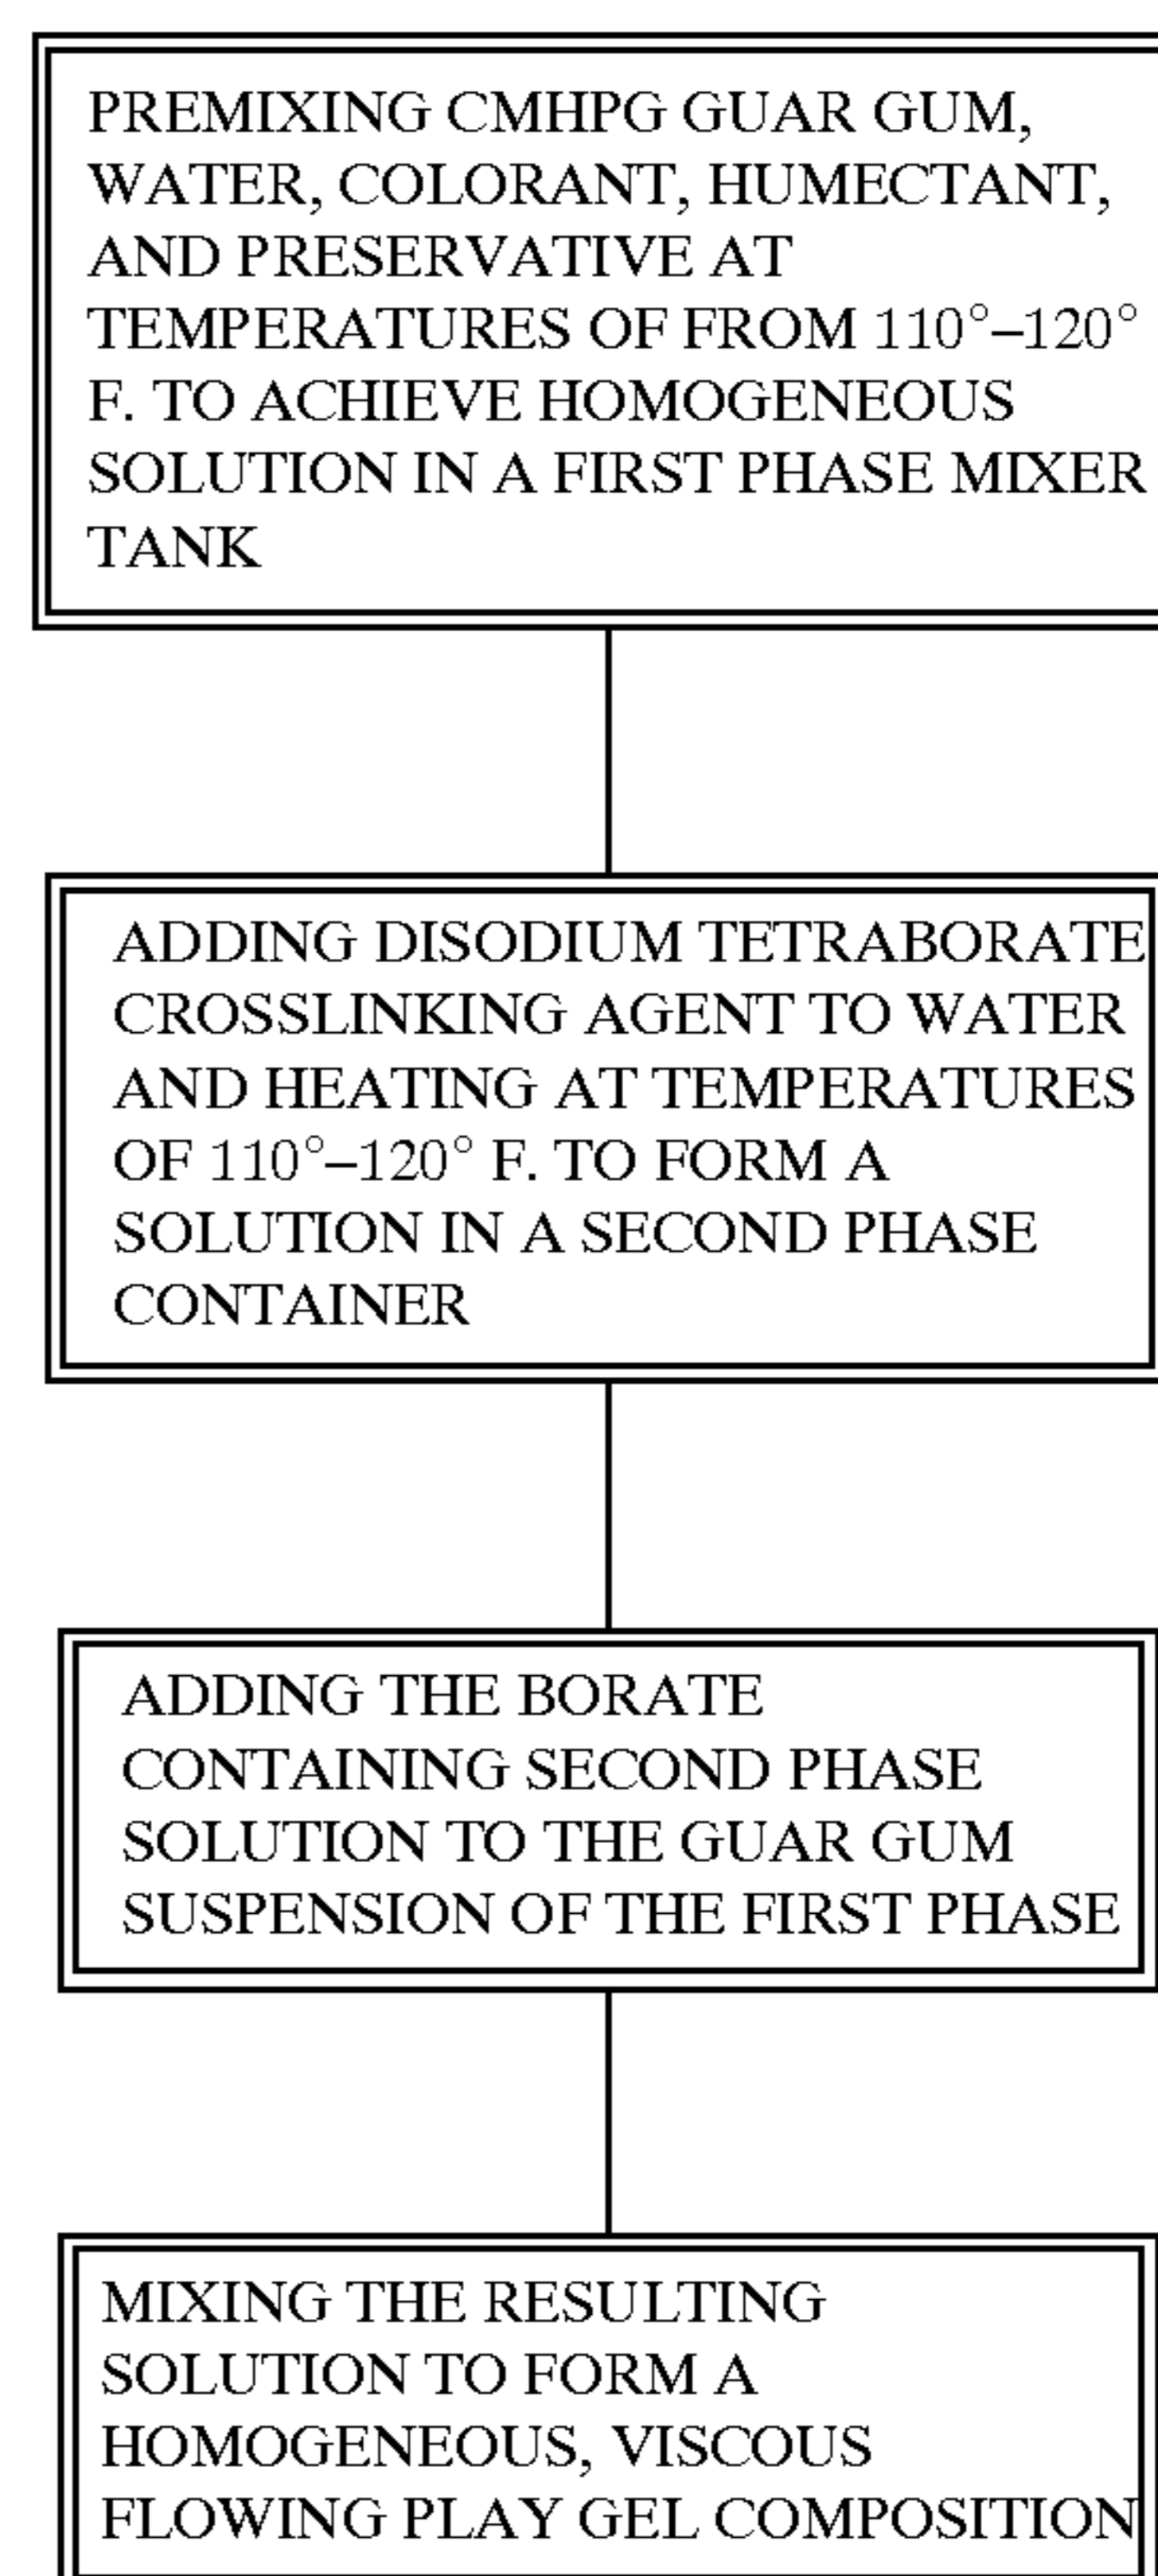 PREMIXING CMHPG GUAR GUM,
WATER, COLORANT, HUMECTANT,
AND PRESERVATIVE AT
TEMPERATURES OF FROM 110°–120°
F. TO ACHIEVE HOMOGENEOUS
SOLUTION IN A FIRST PHASE MIXER
TANK
ADDING DISODIUM TETRABORATE
CROSSLINKING AGENT TO WATER
AND HEATING AT TEMPERATURES
OF 110°–120° F. TO FORM A
SOLUTION IN A SECOND PHASE
CONTAINER
ADDING THE BORATE
CONTAINING SECOND PHASE
SOLUTION TO THE GUAR GUM
SUSPENSION OF THE FIRST PHASE
MIXING THE RESULTING
SOLUTION TO FORM A
HOMOGENEOUS, VISCOUS
FLOWING PLAY GEL COMPOSITION